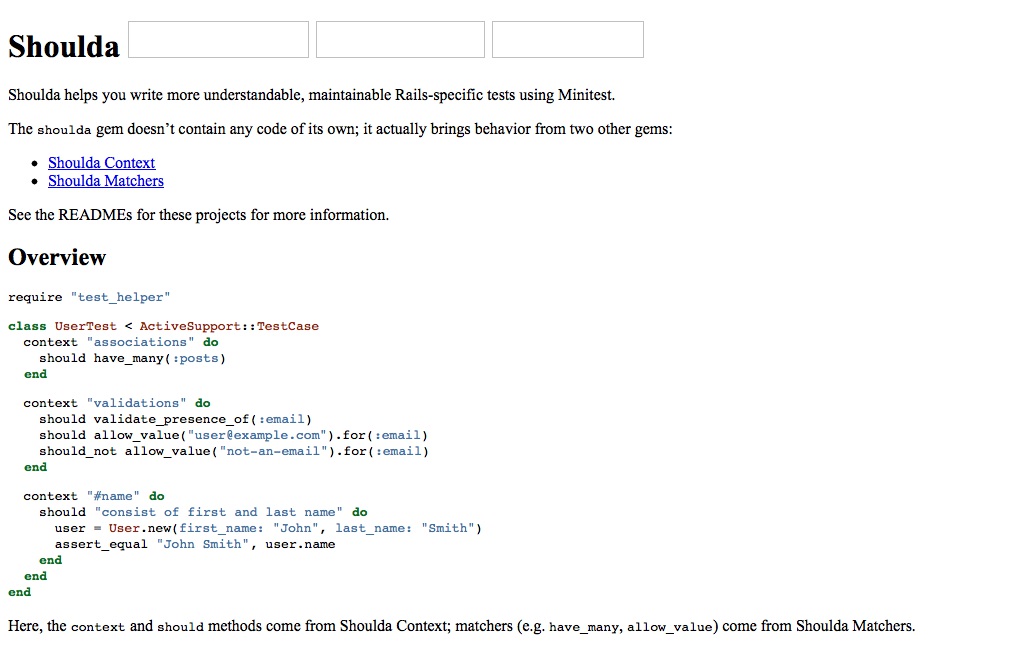 Shoulda
Shoulda helps you write more understandable, maintainable Rails-specific tests using Minitest.
The shoulda gem doesn’t contain any code of its own; it actually brings behavior from two other gems:
• Shoulda Context
• Shoulda Matchers
See the READMEs for these projects for more information.
Overview
require "test_helper"
class UserTest < ActiveSupport::TestCase
  context "associations" do
    should have_many(:posts)
  end
  context "validations" do
    should validate_presence_of(:email)
    should allow_value("user@example.com").for(:email)
    should_not allow_value("not-an-email").for(:email)
  end
  context "#name" do
    should "consist of first and last name" do
      user = User.new(first_name: "John", last_name: "Smith")
      assert_equal "John Smith", user.name
    end
  end
end
Here, the context and should methods come from Shoulda Context; matchers (e.g. have_many, allow_value) come from Shoulda Matchers.